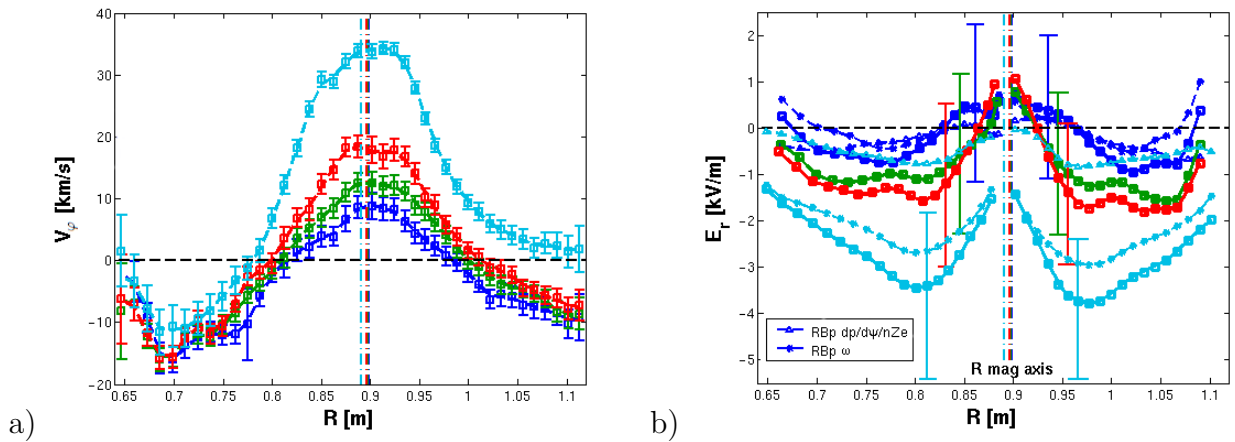 40
30
20
10
0
−10
−20
V_φ [km/s]
0.65 0.7 0.75 0.8 0.85 0.9 0.95 1 1.05 1.1
R [m]
a)
2
1
0
−1
−2
−3
−4
−5
E_r [kV/m]
RBp dp/dψ/nZe
RBp ω
R mag axis
0.65 0.7 0.75 0.8 0.85 0.9 0.95 1 1.05 1.1
R [m]
b)